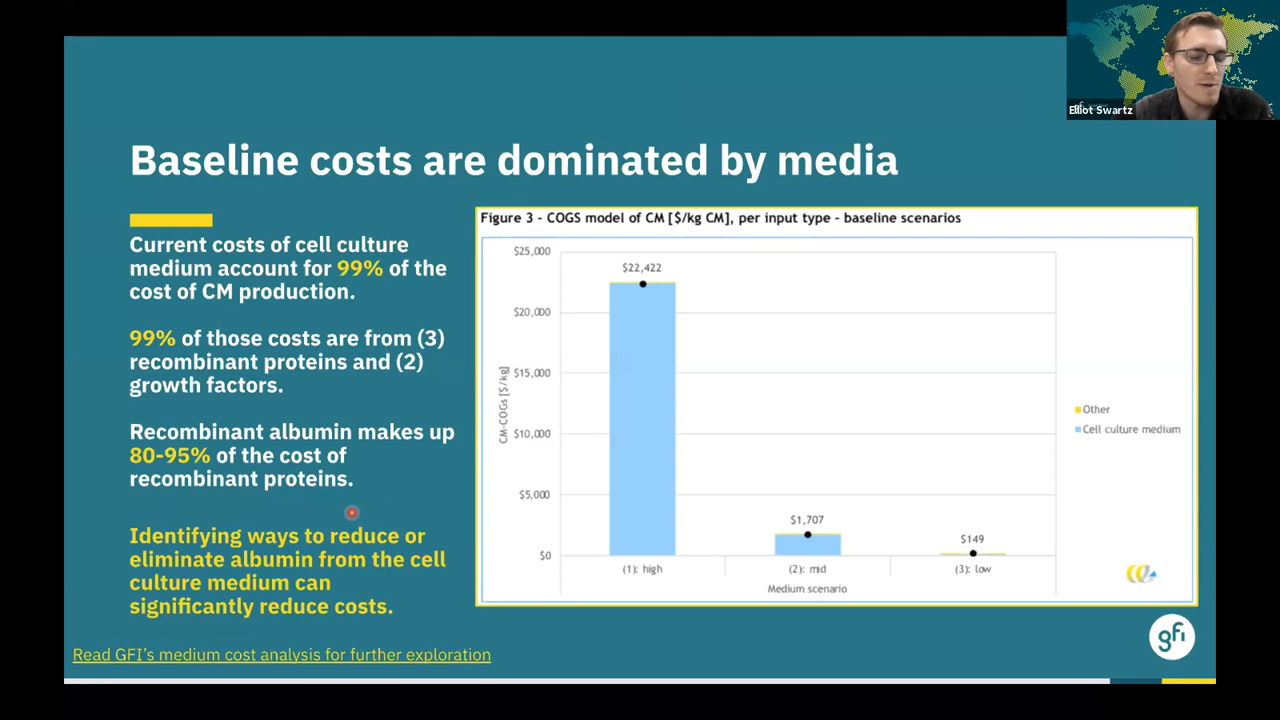 Elliot Swartz
Baseline costs are dominated by media
Current costs of cell culture
medium account for 99% of the
cost of CM production.
99% of those costs are from (3)
recombinant proteins and (2)
growth factors.
Recombinant albumin makes up
80-95% of the cost of
recombinant proteins.
Identifying ways to reduce or
eliminate albumin from the cell
culture medium can
significantly reduce costs.
Read GFI's medium cost analysis for further exploration
Figure 3 - COGS model of CM [$/kg CM], per input type - baseline scenarios
CM-COGs [$/kg]
$25,000
$20,000
$15,000
$10,000
$5,000
$0
$22,422
$1,707
$149
(1): high
(2): mid
(3): low
Medium scenario
Other
Cell culture medium
gfi